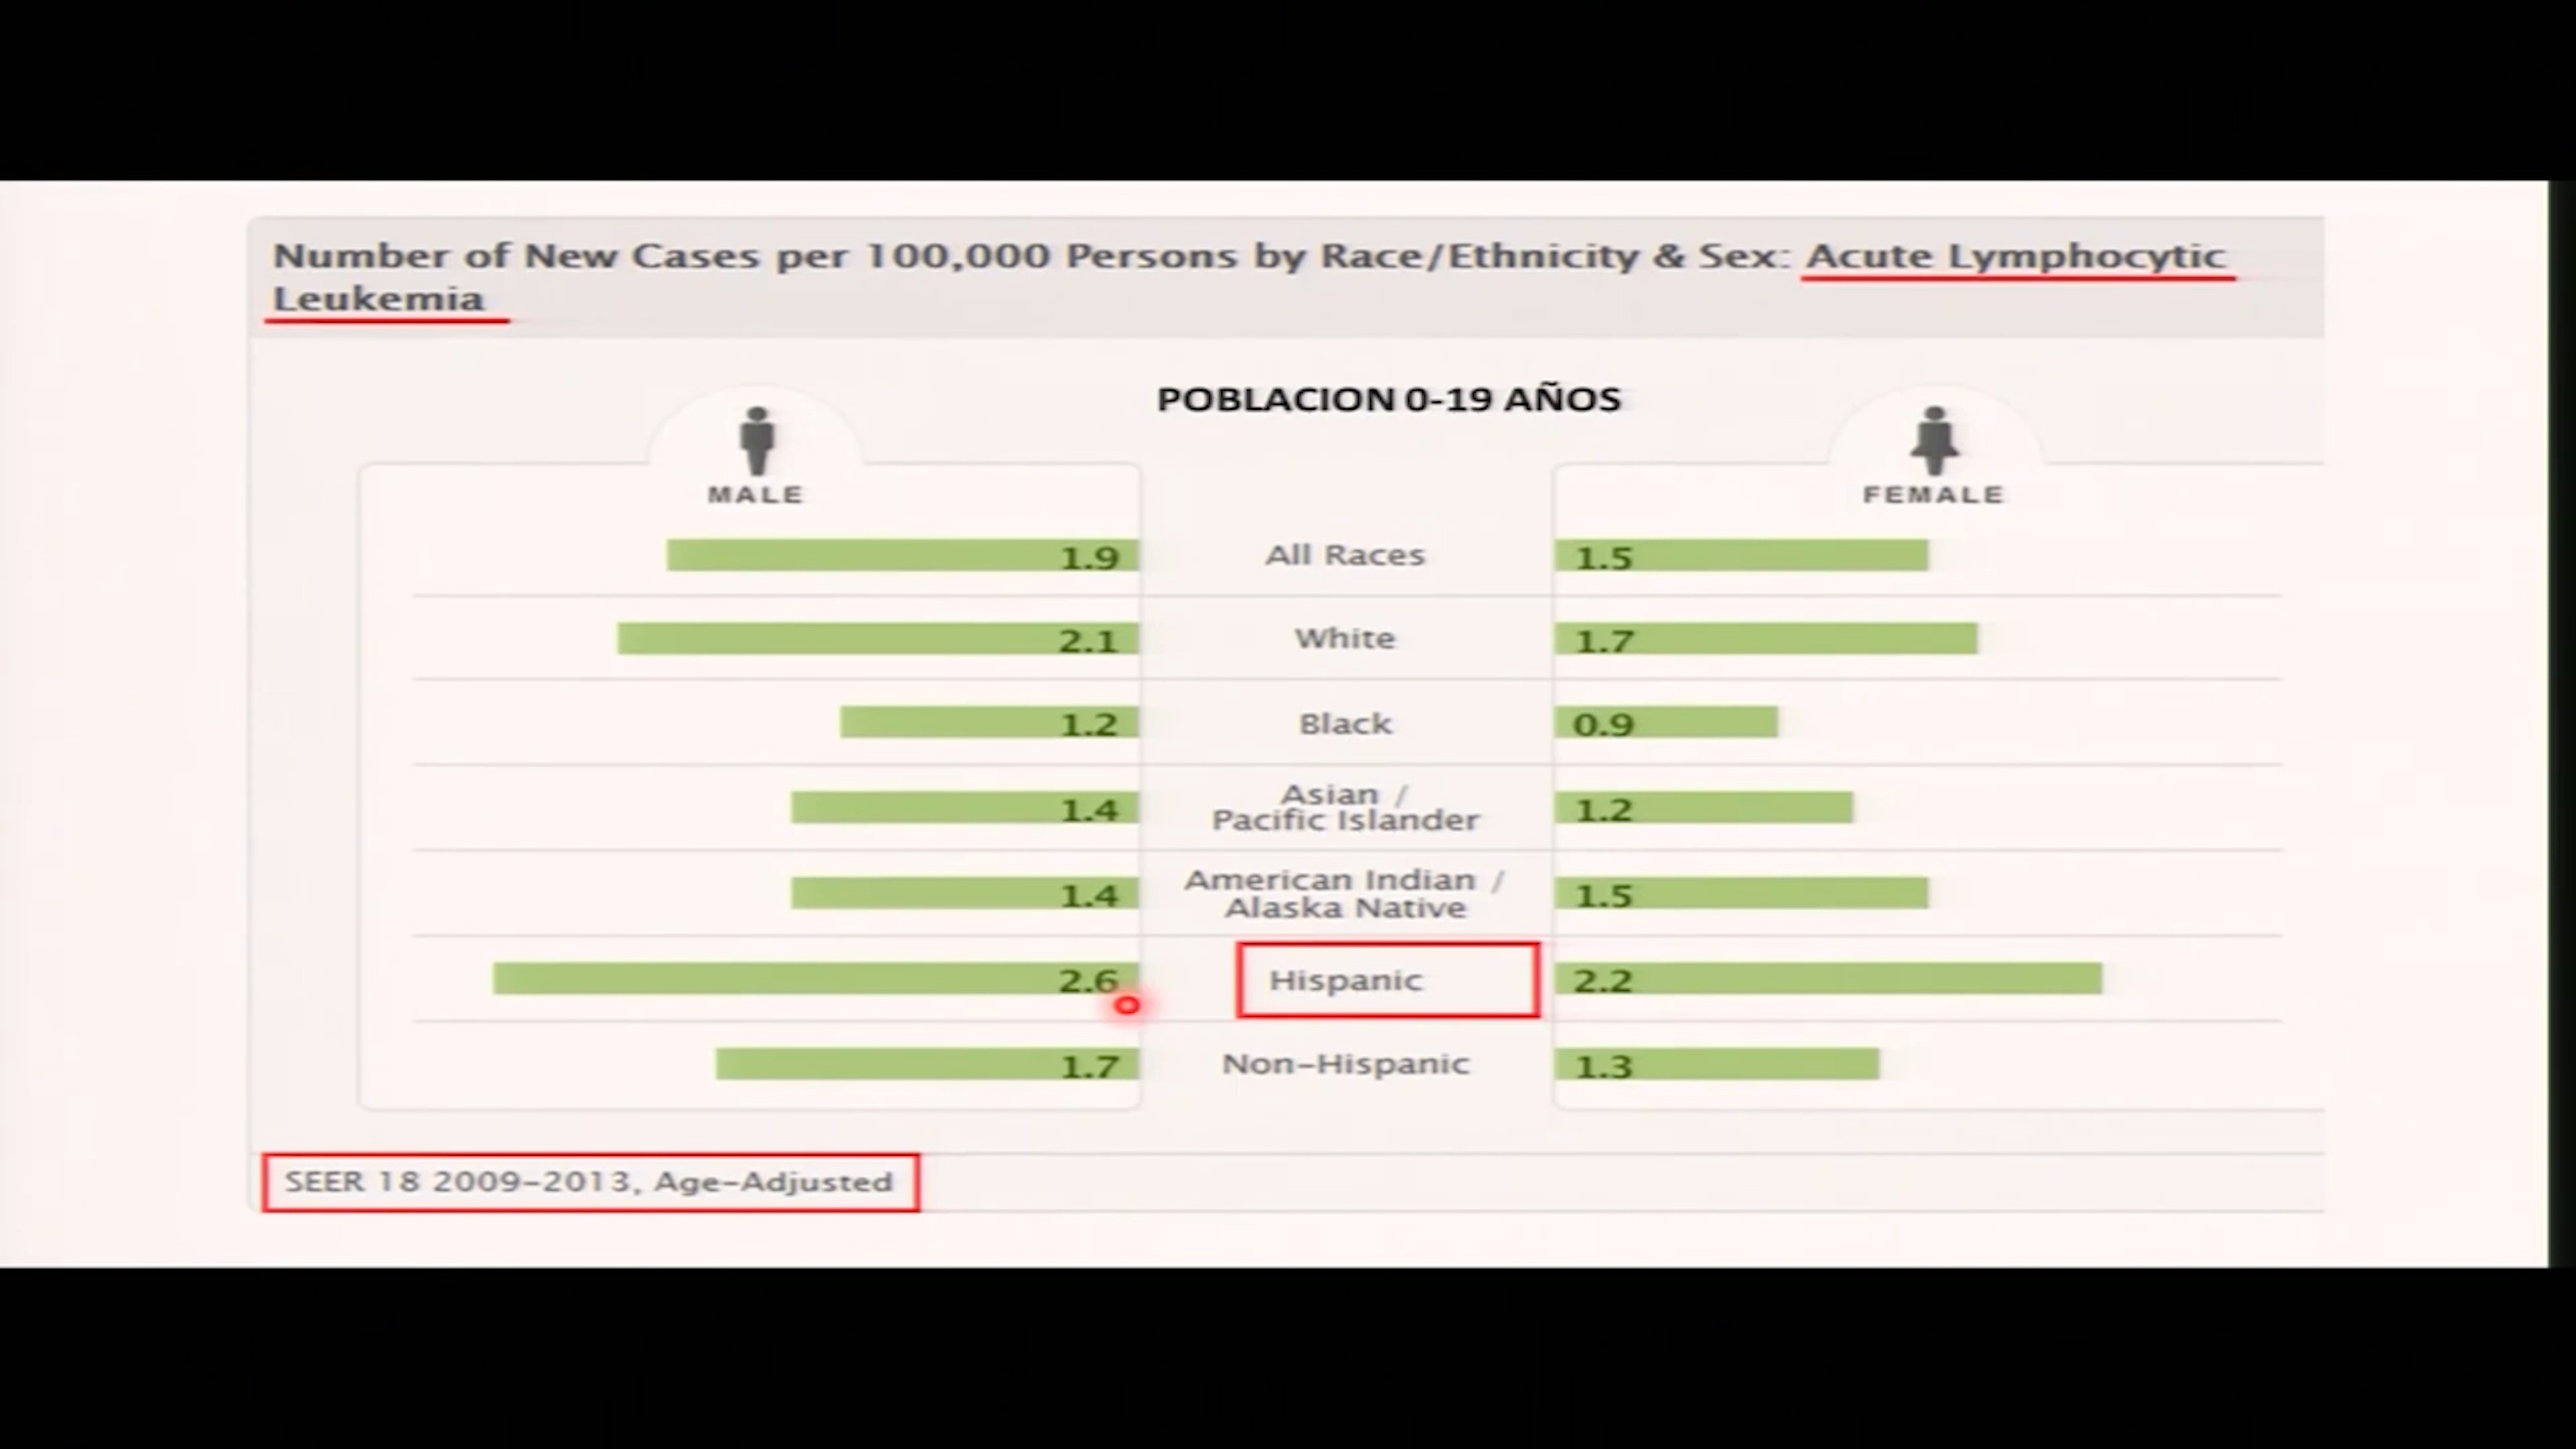 Number of New Cases per 100,000 Persons by Race/Ethnicity & Sex: Acute Lymphocytic
Leukemia
POBLACION 0-19 AÑOS
MALE
FEMALE
1.9 All Races 1.5
2.1 White 1.7
1.2 Black 0.9
1.4 Asian / 1.2
Pacific Islander
1.4 American Indian / 1.5
Alaska Native
2.6 Hispanic 2.2
1.7 Non-Hispanic 1.3
SEER 18 2009-2013, Age-Adjusted